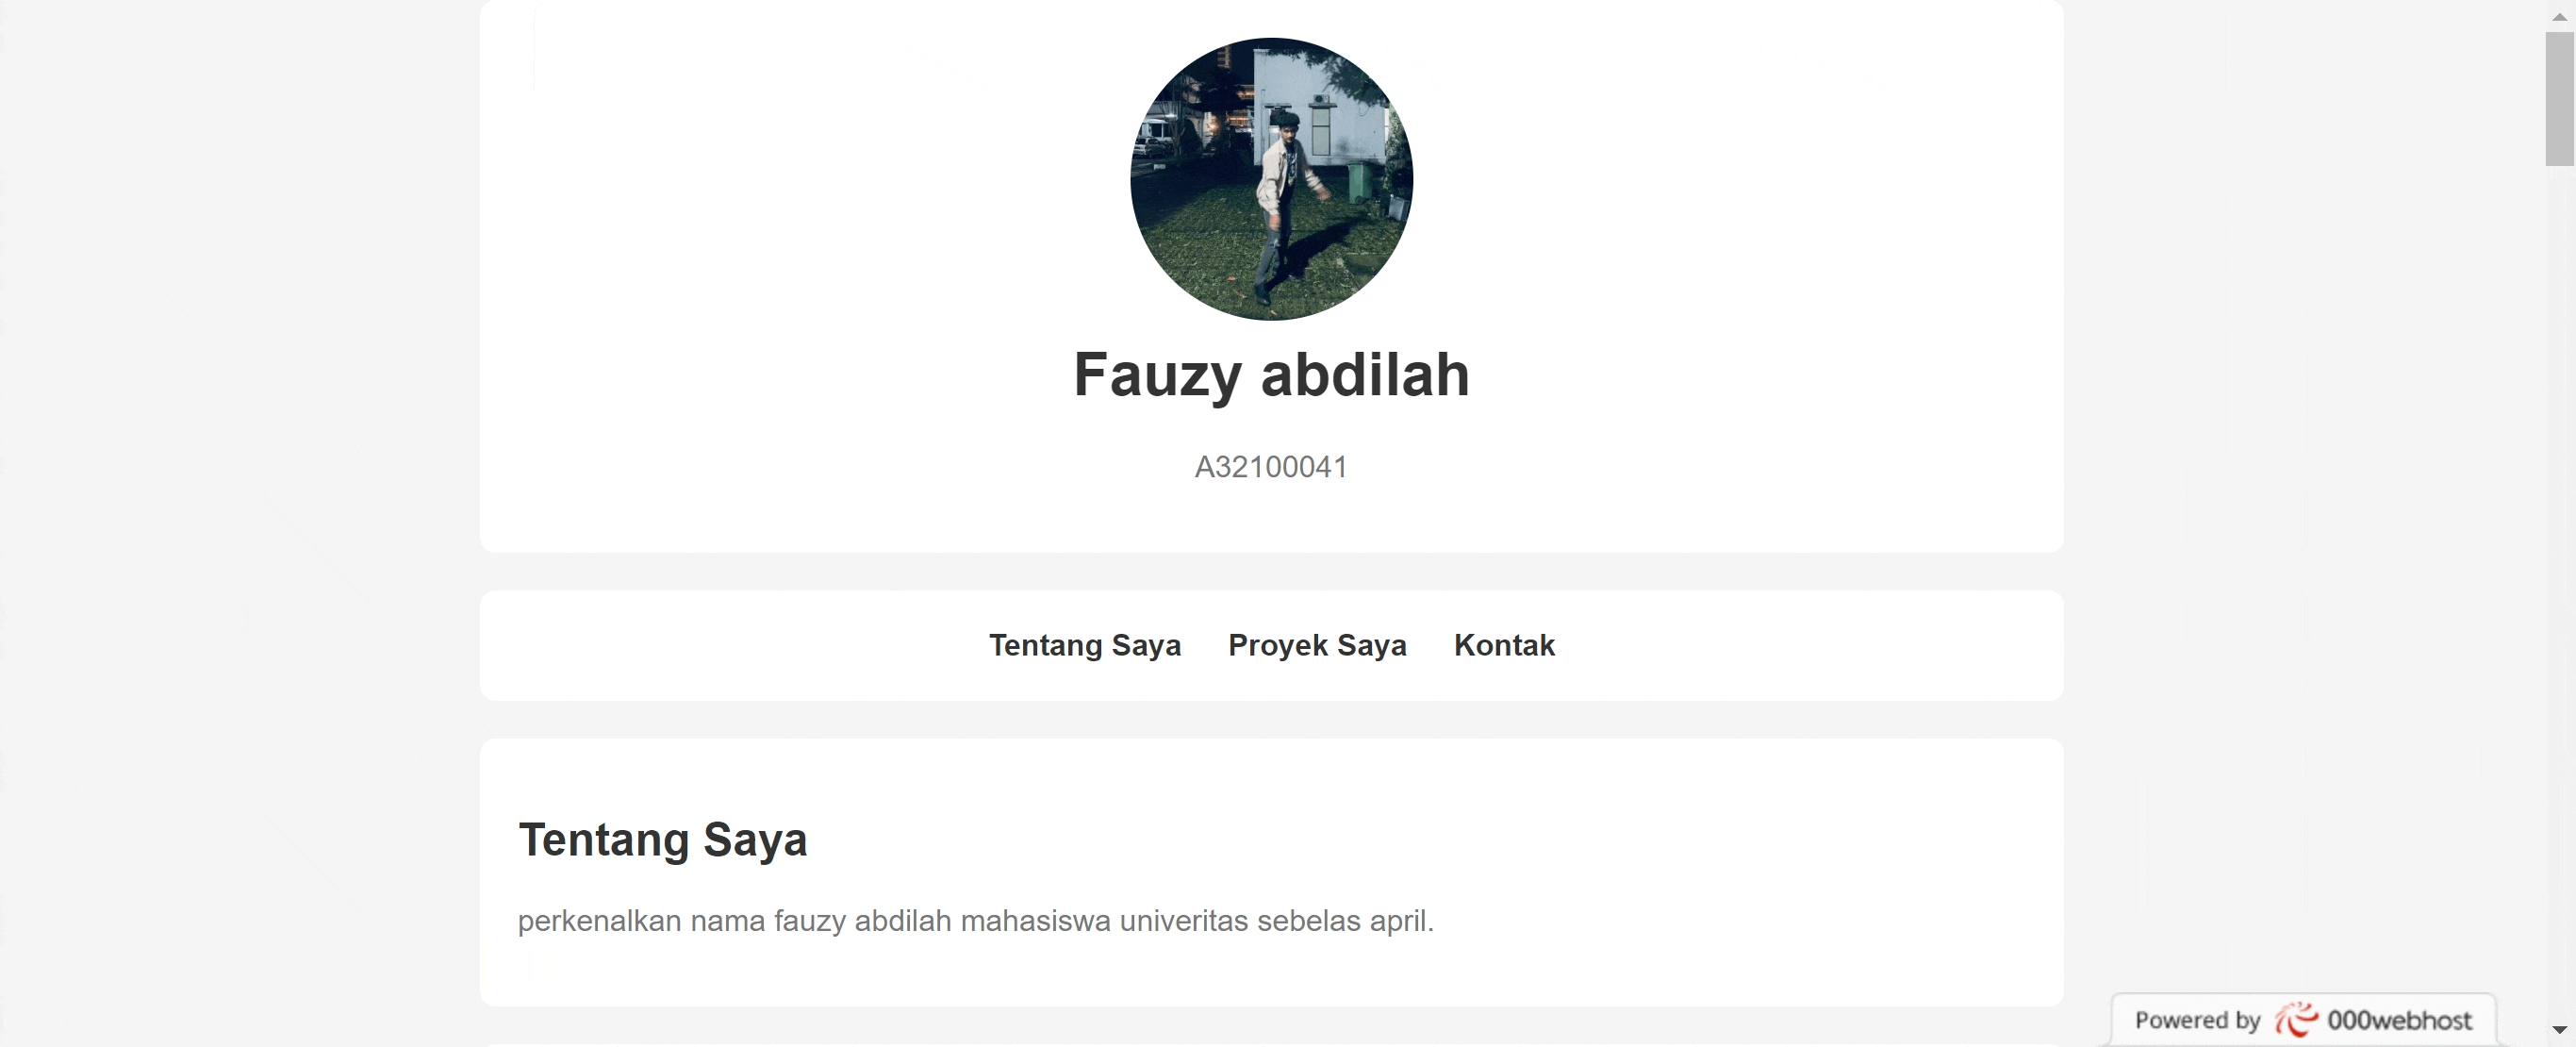 Fauzy abdilah
A32100041
Tentang Saya Proyek Saya Kontak
Tentang Saya
perkenalkan nama fauzy abdilah mahasiswa univeritas sebelas april.
Powered by 000webhost